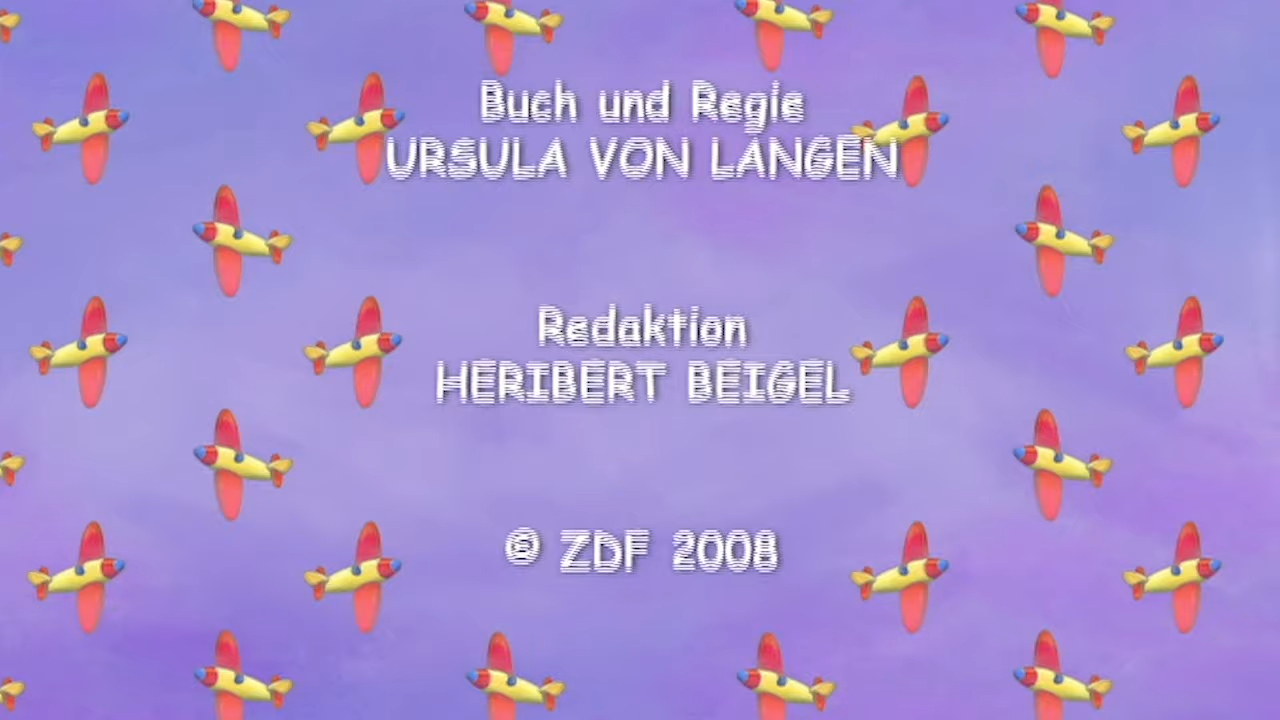 Buch und Regie
URSULA VON LANGEN
Redaktion
HERIBERT BEIGEL
© ZDF 2008